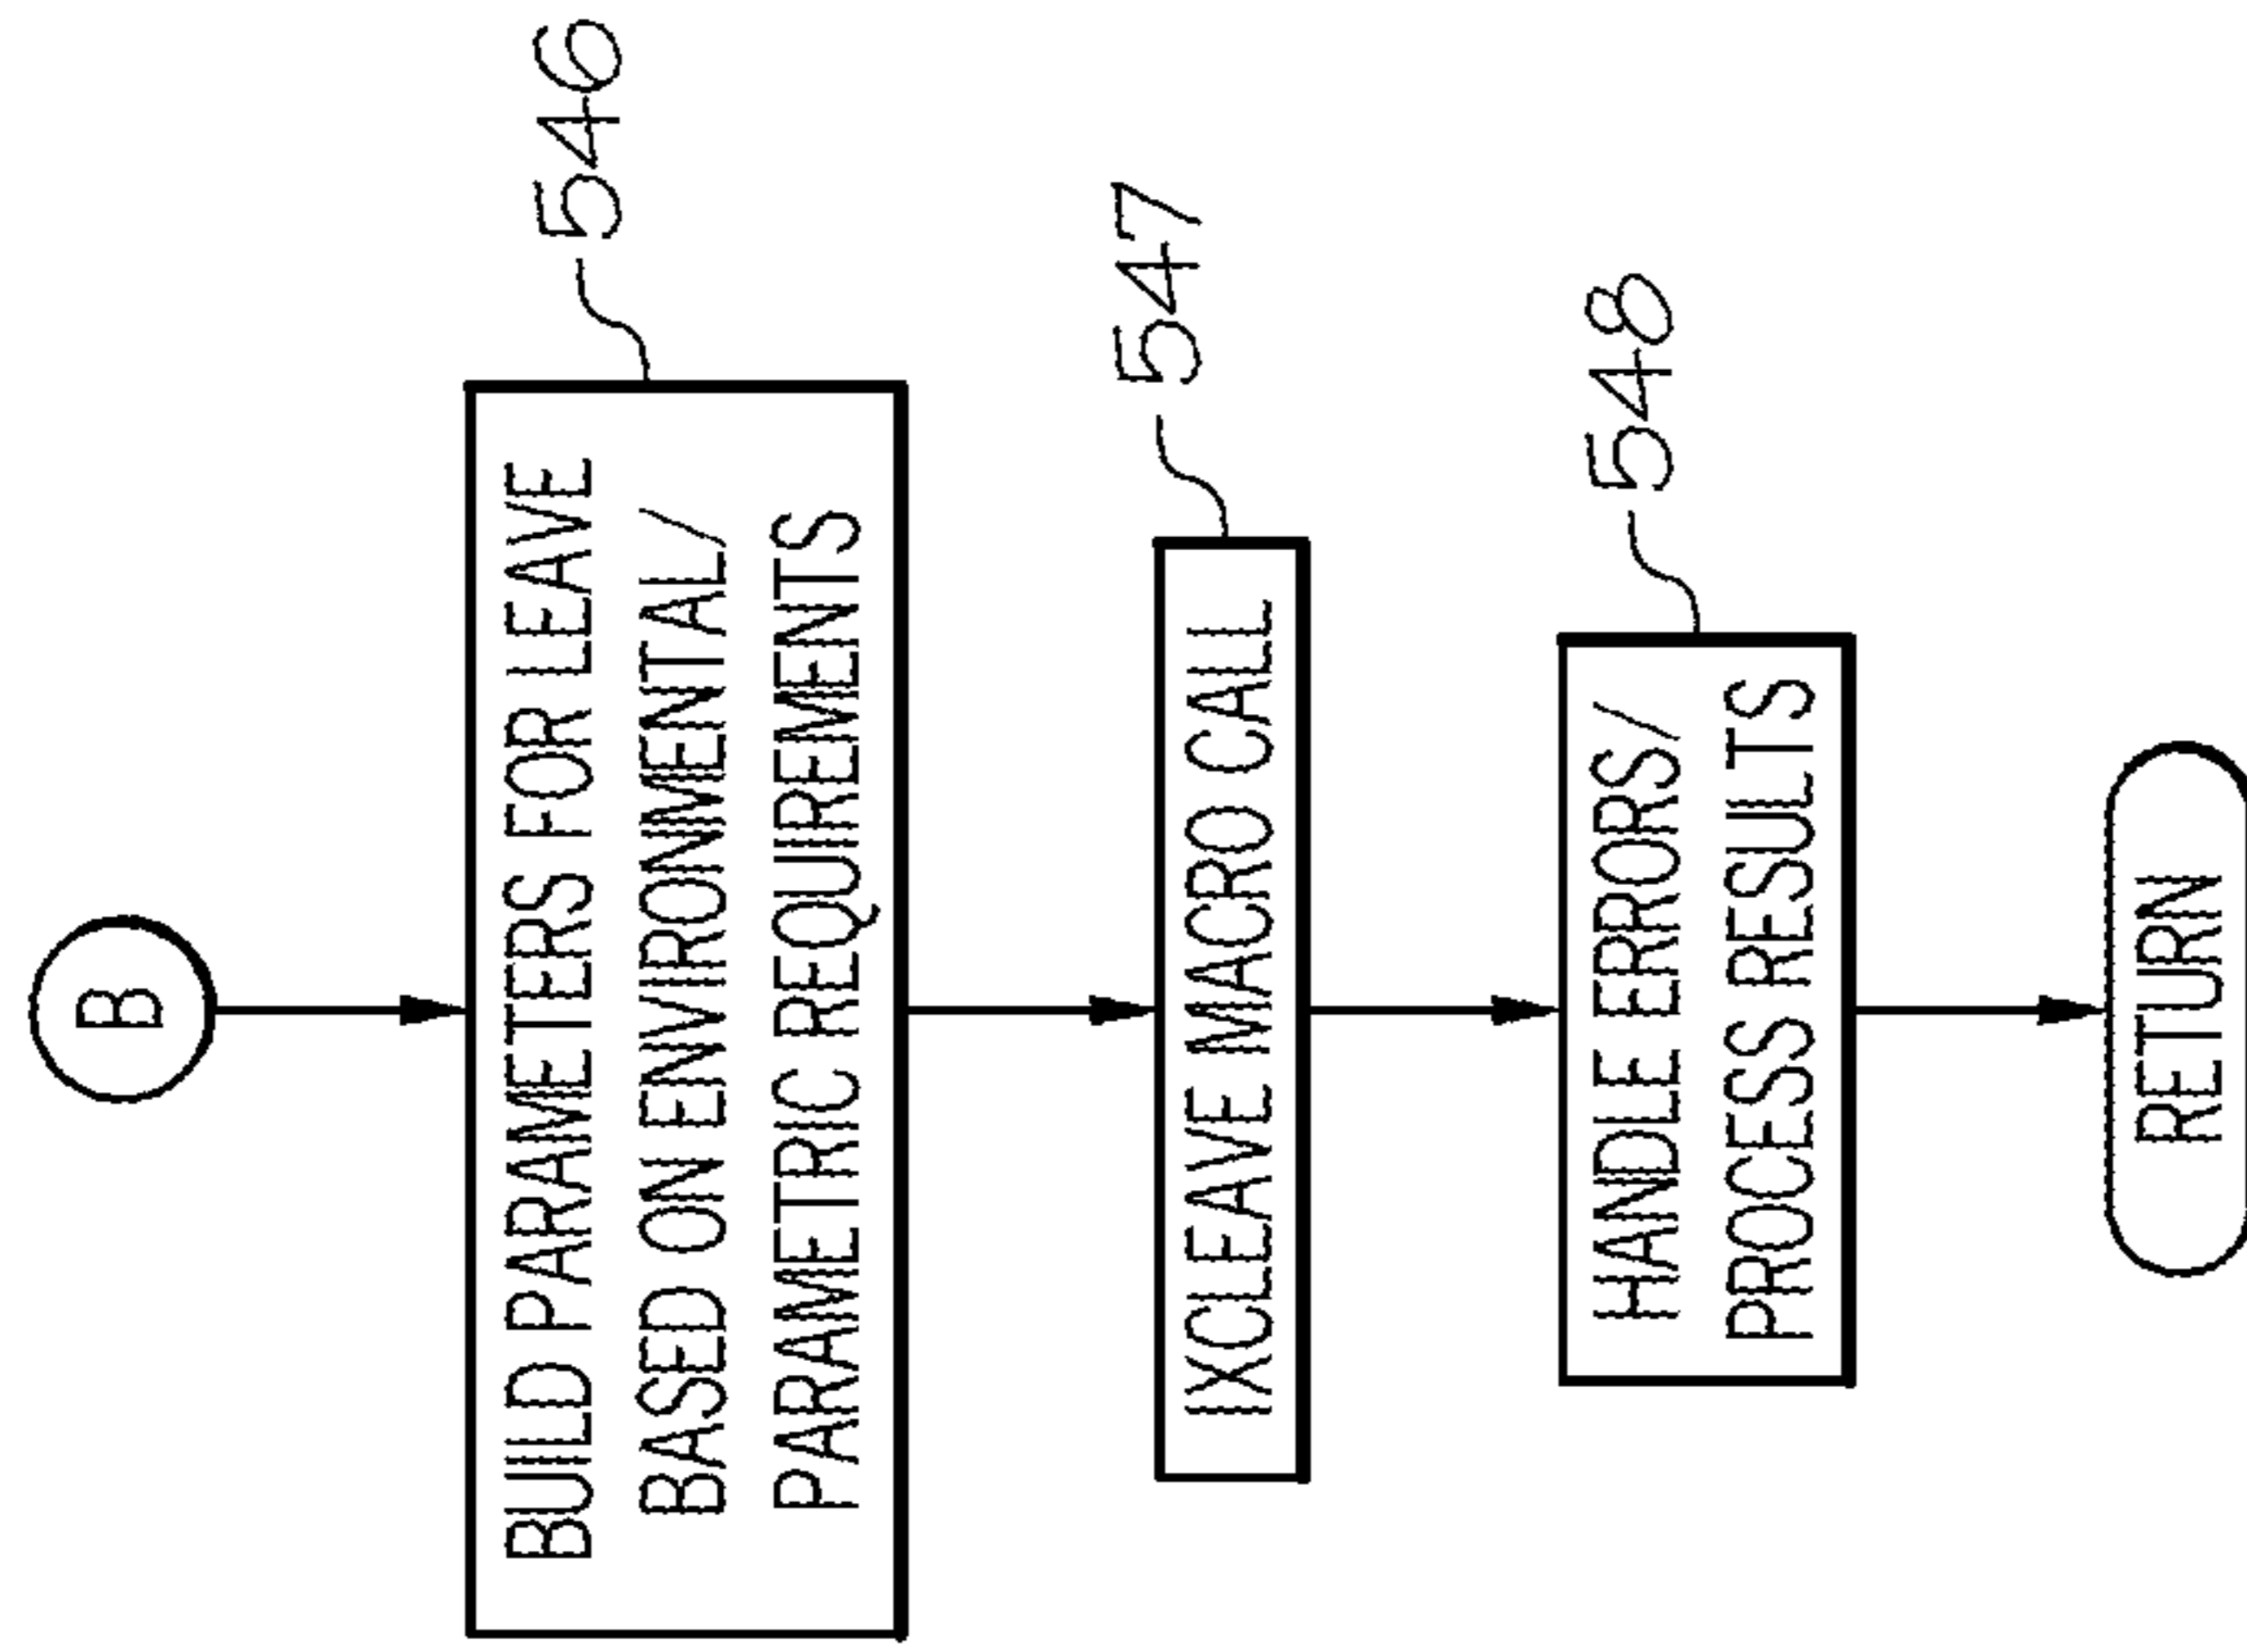 B
546
BUILD PARAMETERS FOR LEAVE
BASED ON ENVIRONMENTAL/
PARAMETRIC REQUIREMENTS
547
IXCLEAVE MACRO CALL
548
HANDLE ERRORS/
PROCESS RESULTS
RETURN